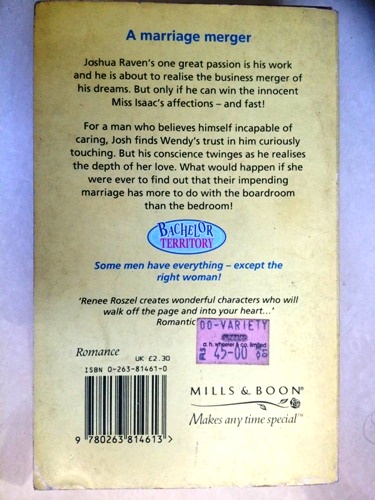 A marriage merger
Joshua Raven's one great passion is his work
and he is about to realise the business merger of
his dreams. But only if he can win the innocent
Miss Isaac's affections – and fast!
For a man who believes himself incapable of
caring, Josh finds Wendy's trust in him curiously
touching. But his conscience twinges as he realises
the depth of her love. What would happen if she
were ever to find out that their impending
marriage has more to do with the boardroom
than the bedroom!
BACHELOR
TERRITORY
Some men have everything – except the
right woman!
'Renee Roszel creates wonderful characters who will
walk off the page and into your heart…'
Romantic
OO-VARIETY
wheeler
a. h. wheeler & co. limited
45-00
Romance
UK £2.30
ISBN 0-263-81461-0
9 780263 814613>
MILLS & BOON®
Makes any time special™